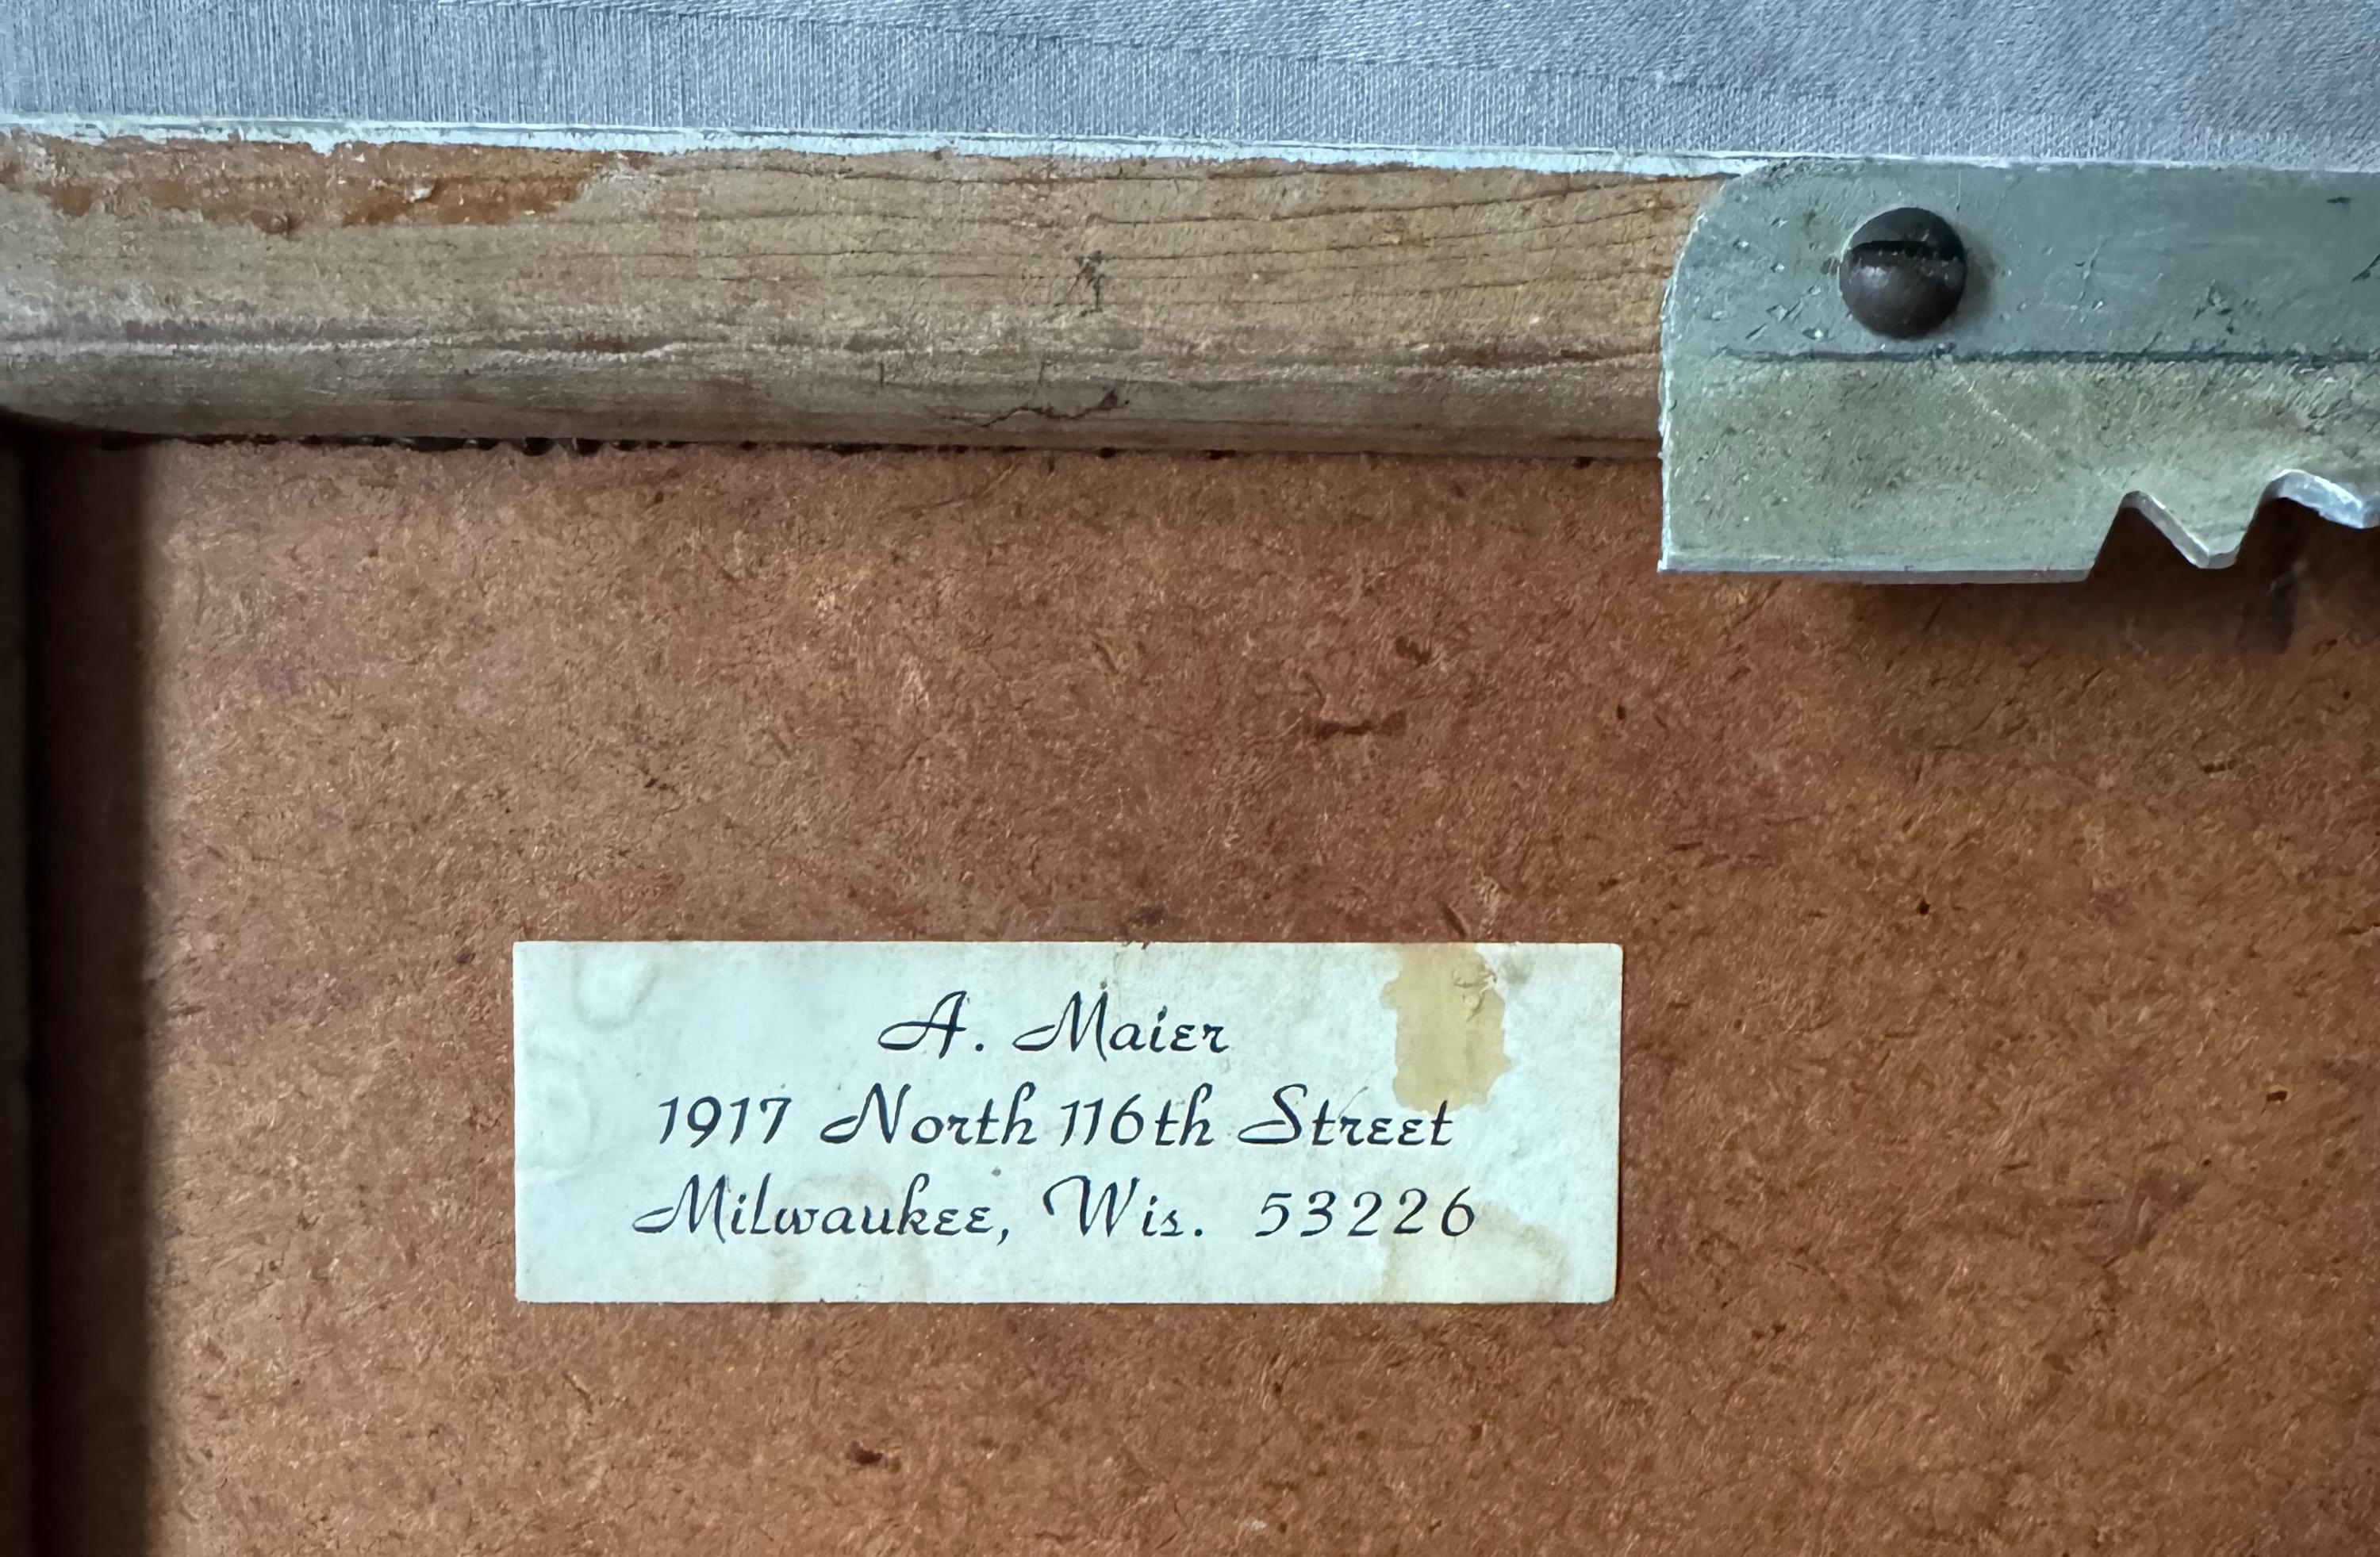 A. Maier
1917 North 116th Street
Milwaukee, Wis. 53226